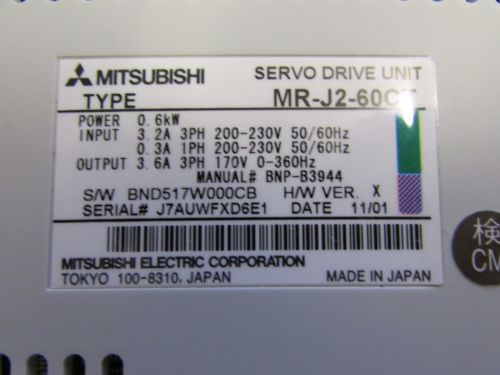 MITSUBISHI SERVO DRIVE UNIT
TYPE MR-J2-60CT
POWER 0.6kW
INPUT 3.2A 3PH 200-230V 50/60Hz
0.3A 1PH 200-230V 50/60Hz
OUTPUT 3.6A 3PH 170V 0-360Hz
MANUAL# BNP-B3944
S/W BND517W000CB H/W VER. X
SERIAL# J7AUWFXD6E1 DATE 11/01
MITSUBISHI ELECTRIC CORPORATION
TOKYO 100-8310, JAPAN MADE IN JAPAN
検
CM